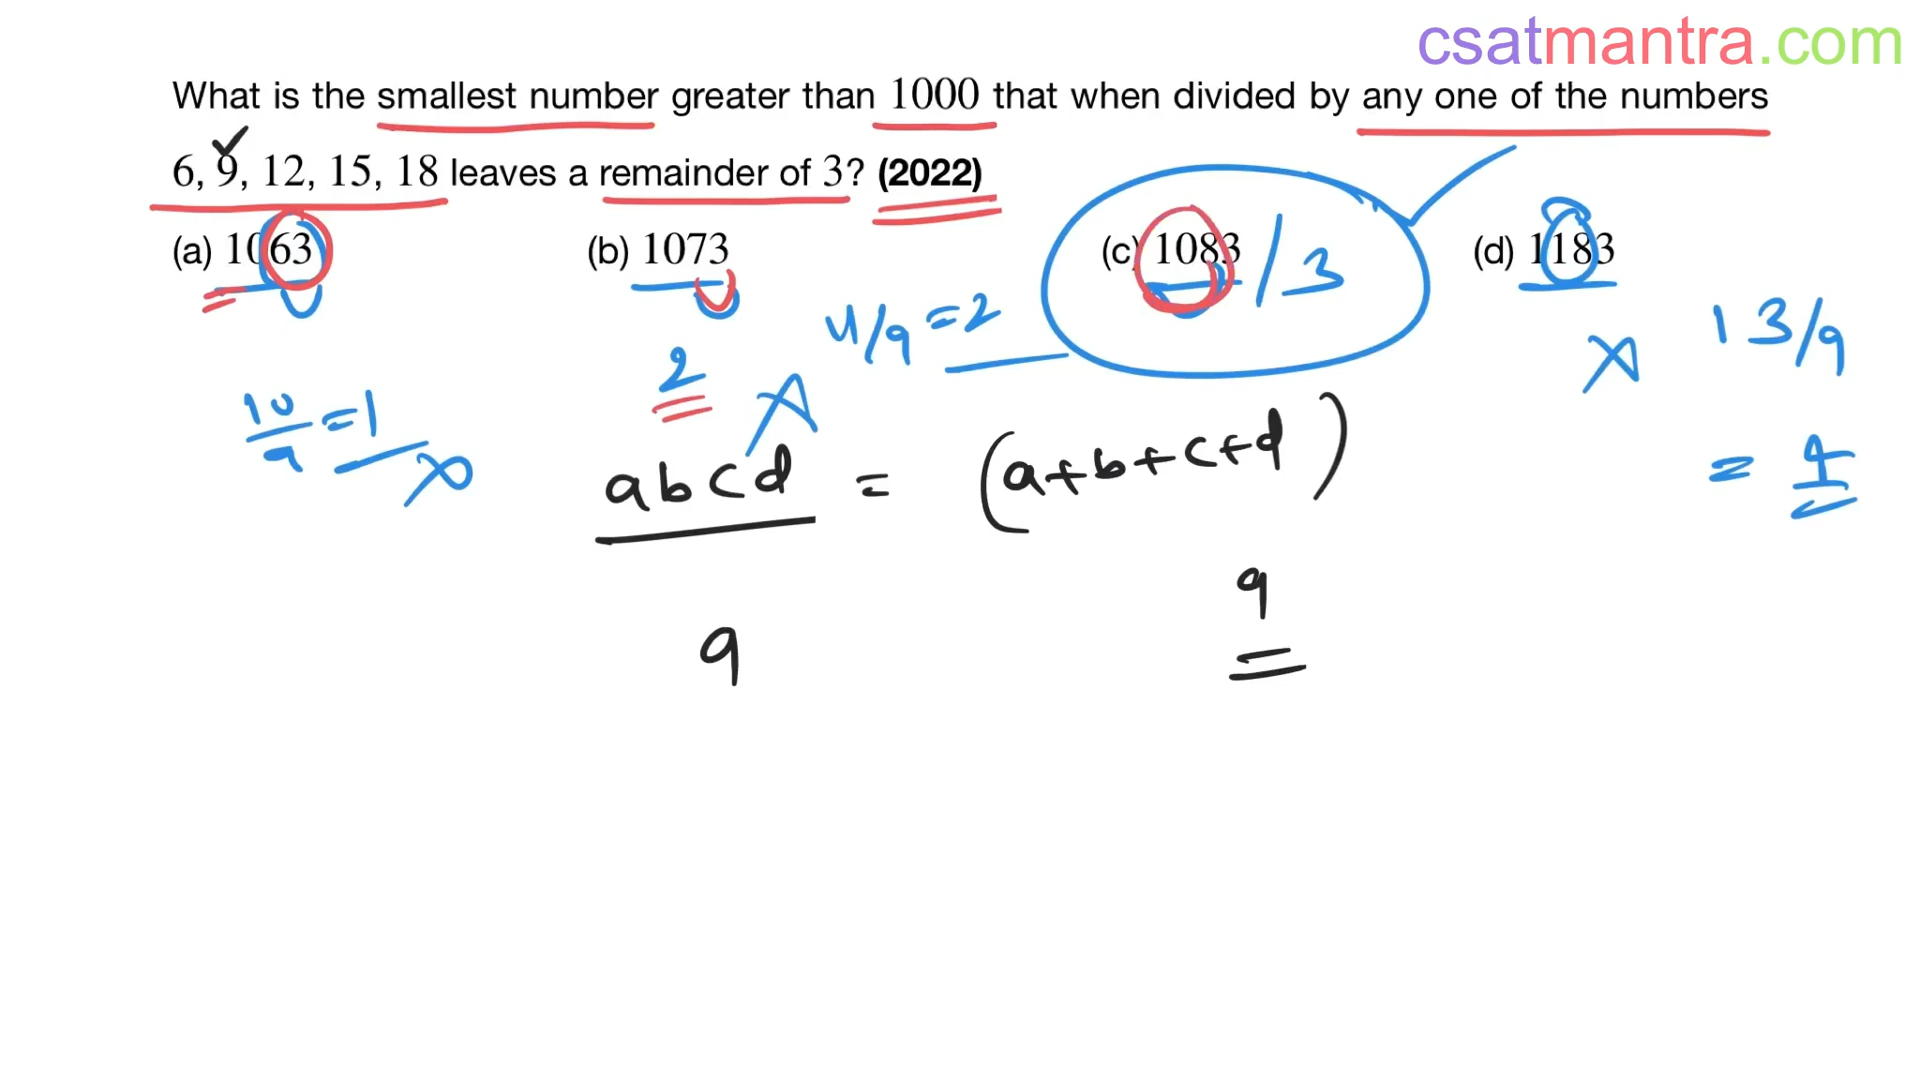 csatmantra.com
What is the smallest number greater than 1000 that when divided by any one of the numbers
6, 9, 12, 15, 18 leaves a remainder of 3? (2022)
(a) 1063 (b) 1073 (c) 1083 / 3 (d) 1183
11/9 = 2
13/9
= 4
2
10/9 = 1
abcd = (a+b+c+d)
9 9